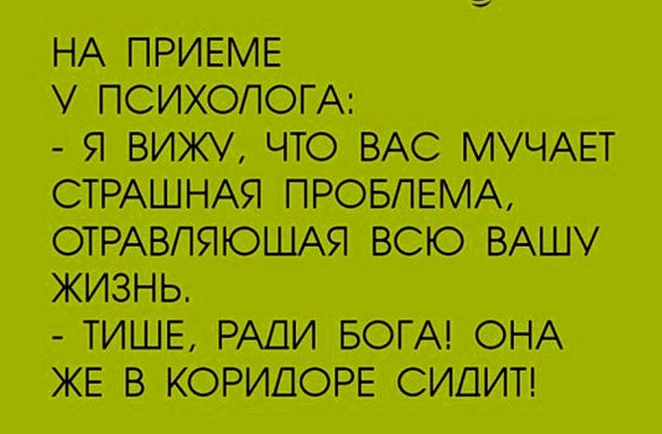 НА ПРИЕМЕ
У ПСИХОЛОГА:
- Я ВИЖУ, ЧТО ВАС МУЧАЕТ
СТРАШНАЯ ПРОБЛЕМА,
ОТРАВЛЯЮЩАЯ ВСЮ ВАШУ
ЖИЗНЬ.
- ТИШЕ, РАДИ БОГА! ОНА
ЖЕ В КОРИДОРЕ СИДИТ!